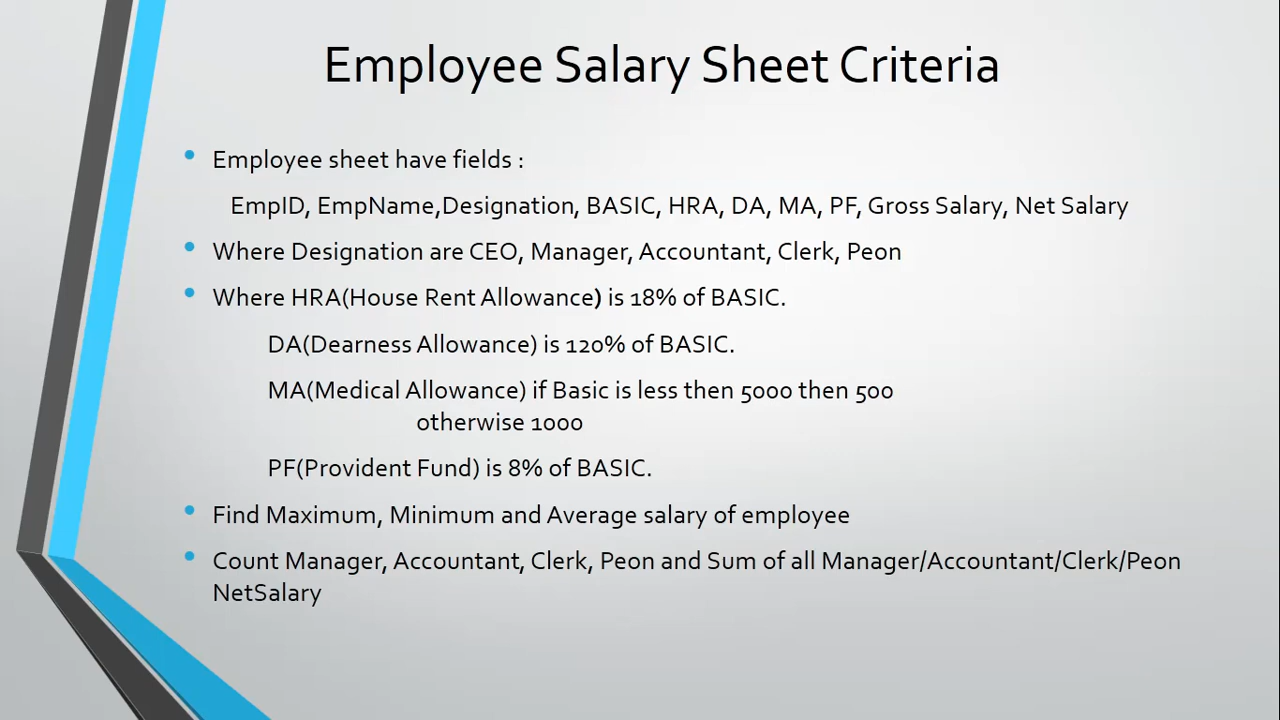 Employee Salary Sheet Criteria
Employee sheet have fields :
EmpID, EmpName,Designation, BASIC, HRA, DA, MA, PF, Gross Salary, Net Salary
Where Designation are CEO, Manager, Accountant, Clerk, Peon
Where HRA(House Rent Allowance) is 18% of BASIC.
DA(Dearness Allowance) is 120% of BASIC.
MA(Medical Allowance) if Basic is less then 5000 then 500
otherwise 1000
PF(Provident Fund) is 8% of BASIC.
Find Maximum, Minimum and Average salary of employee
Count Manager, Accountant, Clerk, Peon and Sum of all Manager/Accountant/Clerk/Peon
NetSalary